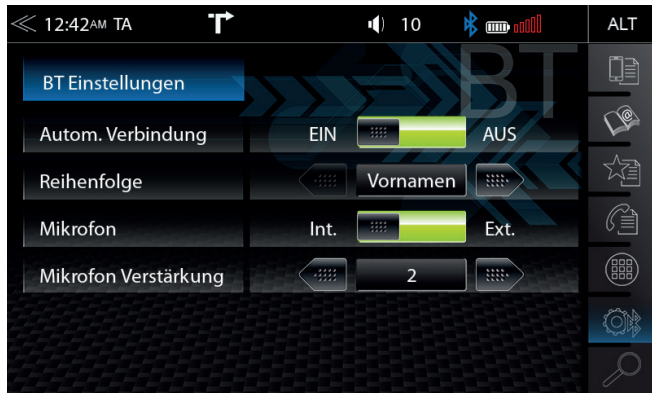 12:42AM TA 10 ALT
BT
BT Einstellungen
Autom. Verbindung EIN AUS
Reihenfolge Vornamen
Mikrofon Int. Ext.
Mikrofon Verstärkung 2